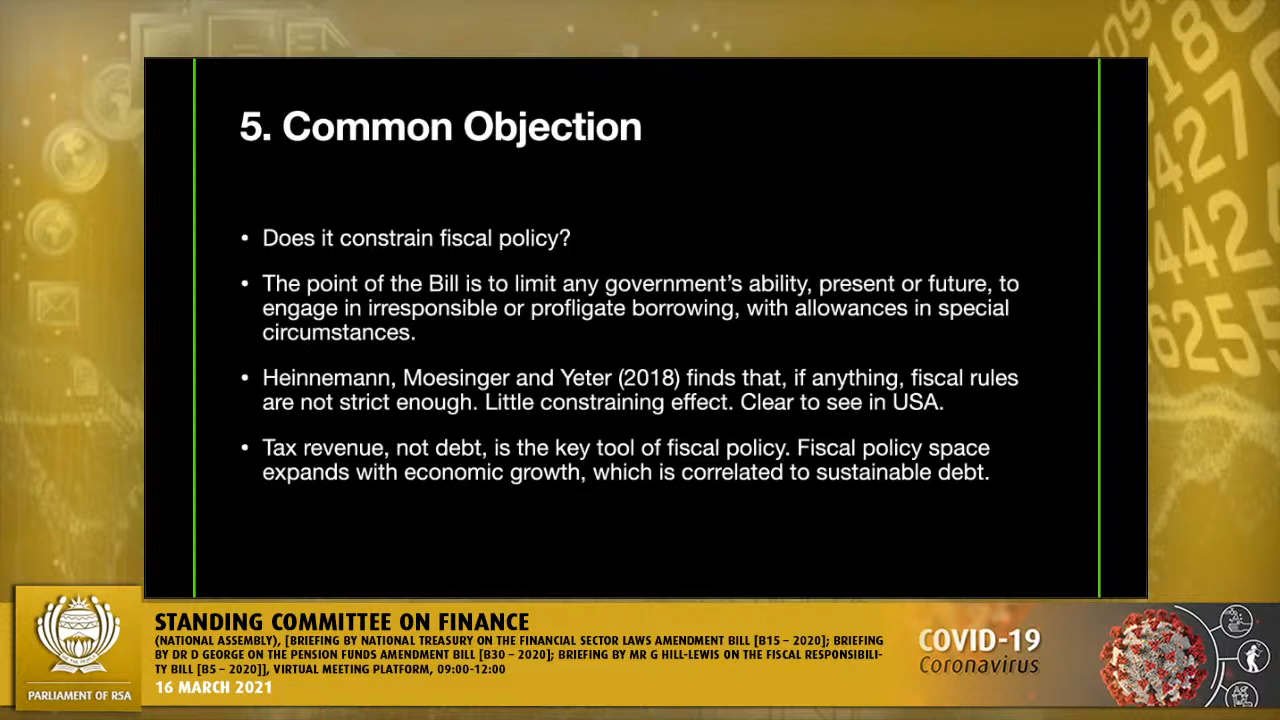 5. Common Objection
• Does it constrain fiscal policy?
• The point of the Bill is to limit any government’s ability, present or future, to
engage in irresponsible or profligate borrowing, with allowances in special
circumstances.
• Heinnemann, Moesinger and Yeter (2018) finds that, if anything, fiscal rules
are not strict enough. Little constraining effect. Clear to see in USA.
• Tax revenue, not debt, is the key tool of fiscal policy. Fiscal policy space
expands with economic growth, which is correlated to sustainable debt.
STANDING COMMITTEE ON FINANCE
(NATIONAL ASSEMBLY), [BRIEFING BY NATIONAL TREASURY ON THE FINANCIAL SECTOR LAWS AMENDMENT BILL [B15 – 2020]; BRIEFING
BY DR D GEORGE ON THE PENSION FUNDS AMENDMENT BILL [B30 – 2020]; BRIEFING BY MR G HILL-LEWIS ON THE FISCAL RESPONSIBILI-
TY BILL [B5 – 2020]], VIRTUAL MEETING PLATFORM, 09:00-12:00
16 MARCH 2021
PARLIAMENT OF RSA
COVID-19
Coronavirus
6255